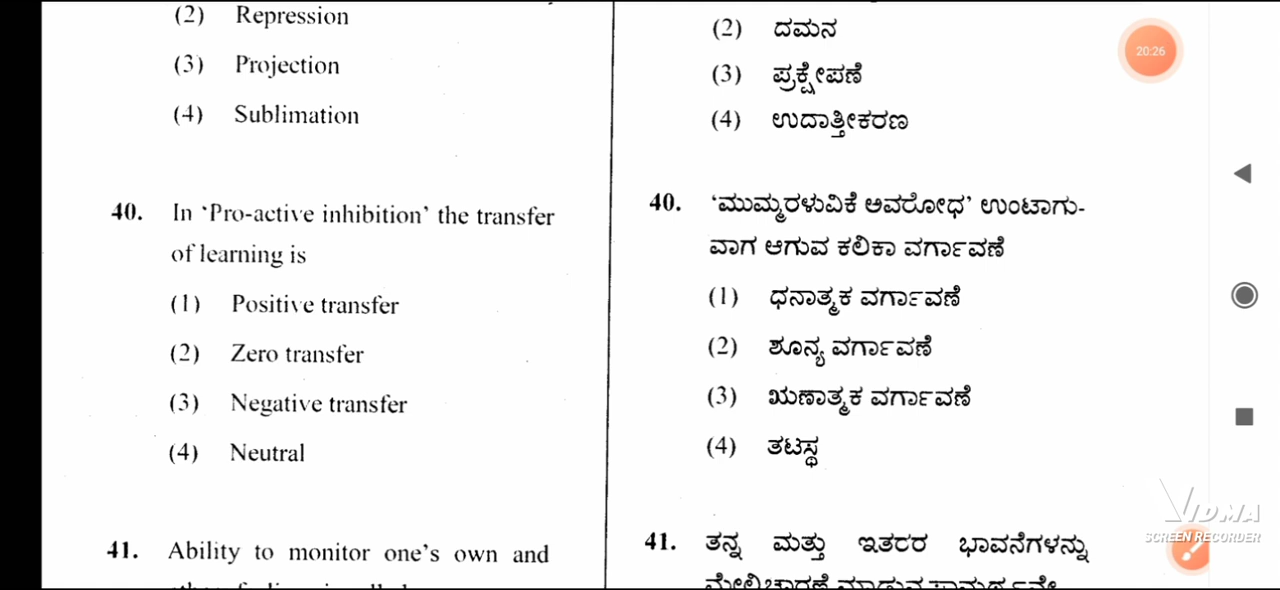 (2) Repression
(3) Projection
(4) Sublimation
40. In ‘Pro-active inhibition’ the transfer
of learning is
(1) Positive transfer
(2) Zero transfer
(3) Negative transfer
(4) Neutral
41. Ability to monitor one’s own and
(2) ದಮನ
(3) ಪ್ರಕ್ಷೇಪಣೆ
(4) ಉದಾತ್ತೀಕರಣ
40. ‘ಮುಮ್ಮರಳುವಿಕೆ ಅವರೋಧ’ ಉಂಟಾಗು-
ವಾಗ ಆಗುವ ಕಲಿಕಾ ವರ್ಗಾವಣೆ
(1) ಧನಾತ್ಮಕ ವರ್ಗಾವಣೆ
(2) ಶೂನ್ಯ ವರ್ಗಾವಣೆ
(3) ಋಣಾತ್ಮಕ ವರ್ಗಾವಣೆ
(4) ತಟಸ್ಥ
41. ತನ್ನ ಮತ್ತು ಇತರರ ಭಾವನೆಗಳನ್ನು
20:26
VIDMA
SCREEN RECORDER